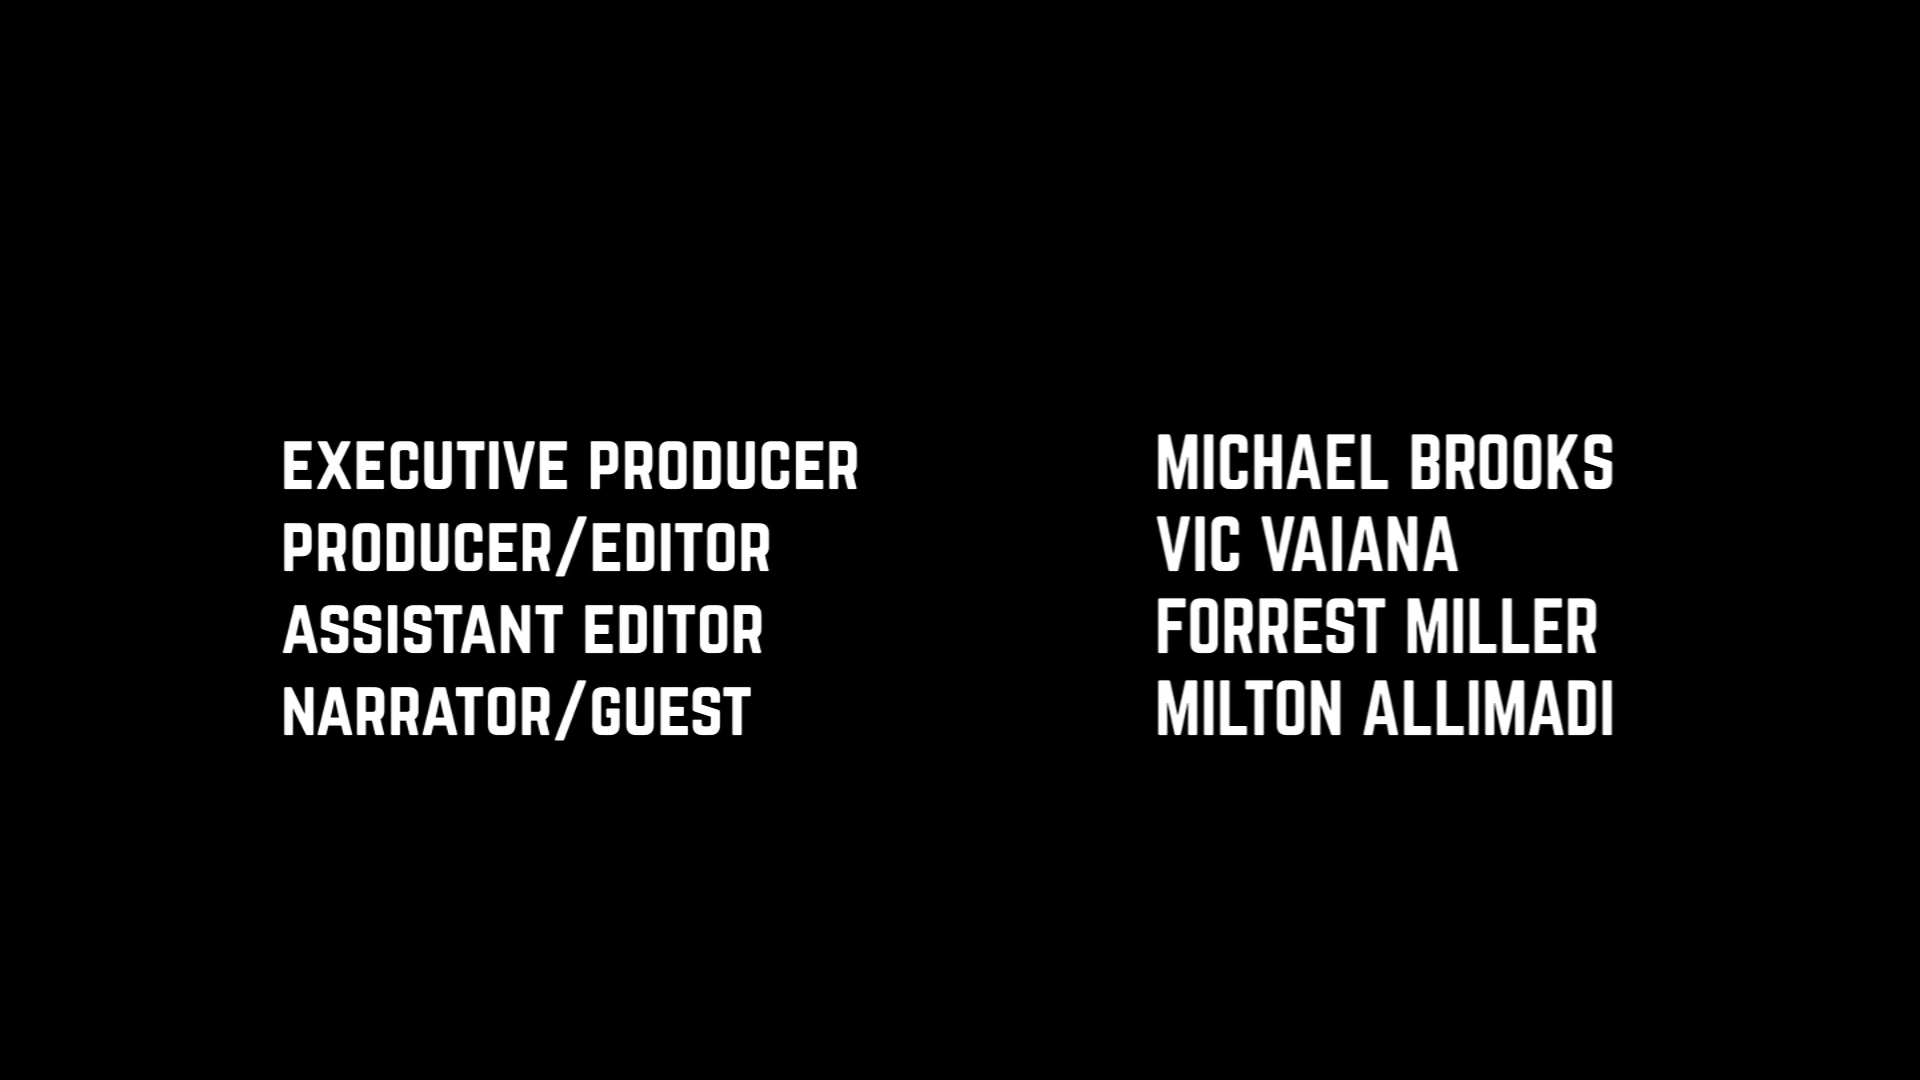 EXECUTIVE PRODUCER MICHAEL BROOKS
PRODUCER/EDITOR VIC VAIANA
ASSISTANT EDITOR FORREST MILLER
NARRATOR/GUEST MILTON ALLIMADI